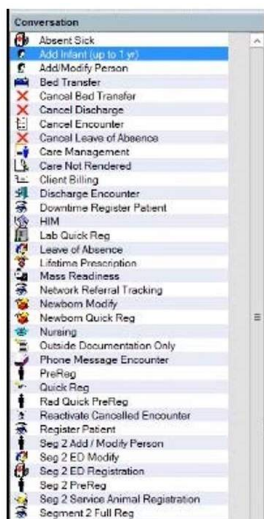 Conversation
Absent Sick
Add Infant (up to 1 yr)
Add/Modify Person
Bed Transfer
Cancel Bed Transfer
Cancel Discharge
Cancel Encounter
Cancel Leave of Absence
Care Management
Care Not Rendered
Client Billing
Discharge Encounter
Downtime Register Patient
HIM
Lab Quick Reg
Leave of Absence
Lifetime Prescription
Mass Readiness
Network Referral Tracking
Newborn Modify
Newborn Quick Reg
Nursing
Outside Documentation Only
Phone Message Encounter
PreReg
Quick Reg
Rad Quick PreReg
Reactivate Cancelled Encounter
Register Patient
Seg 2 Add / Modify Person
Seg 2 ED Modify
Seg 2 ED Registration
Seg 2 PreReg
Seg 2 Service Animal Registration
Segment 2 Full Reg